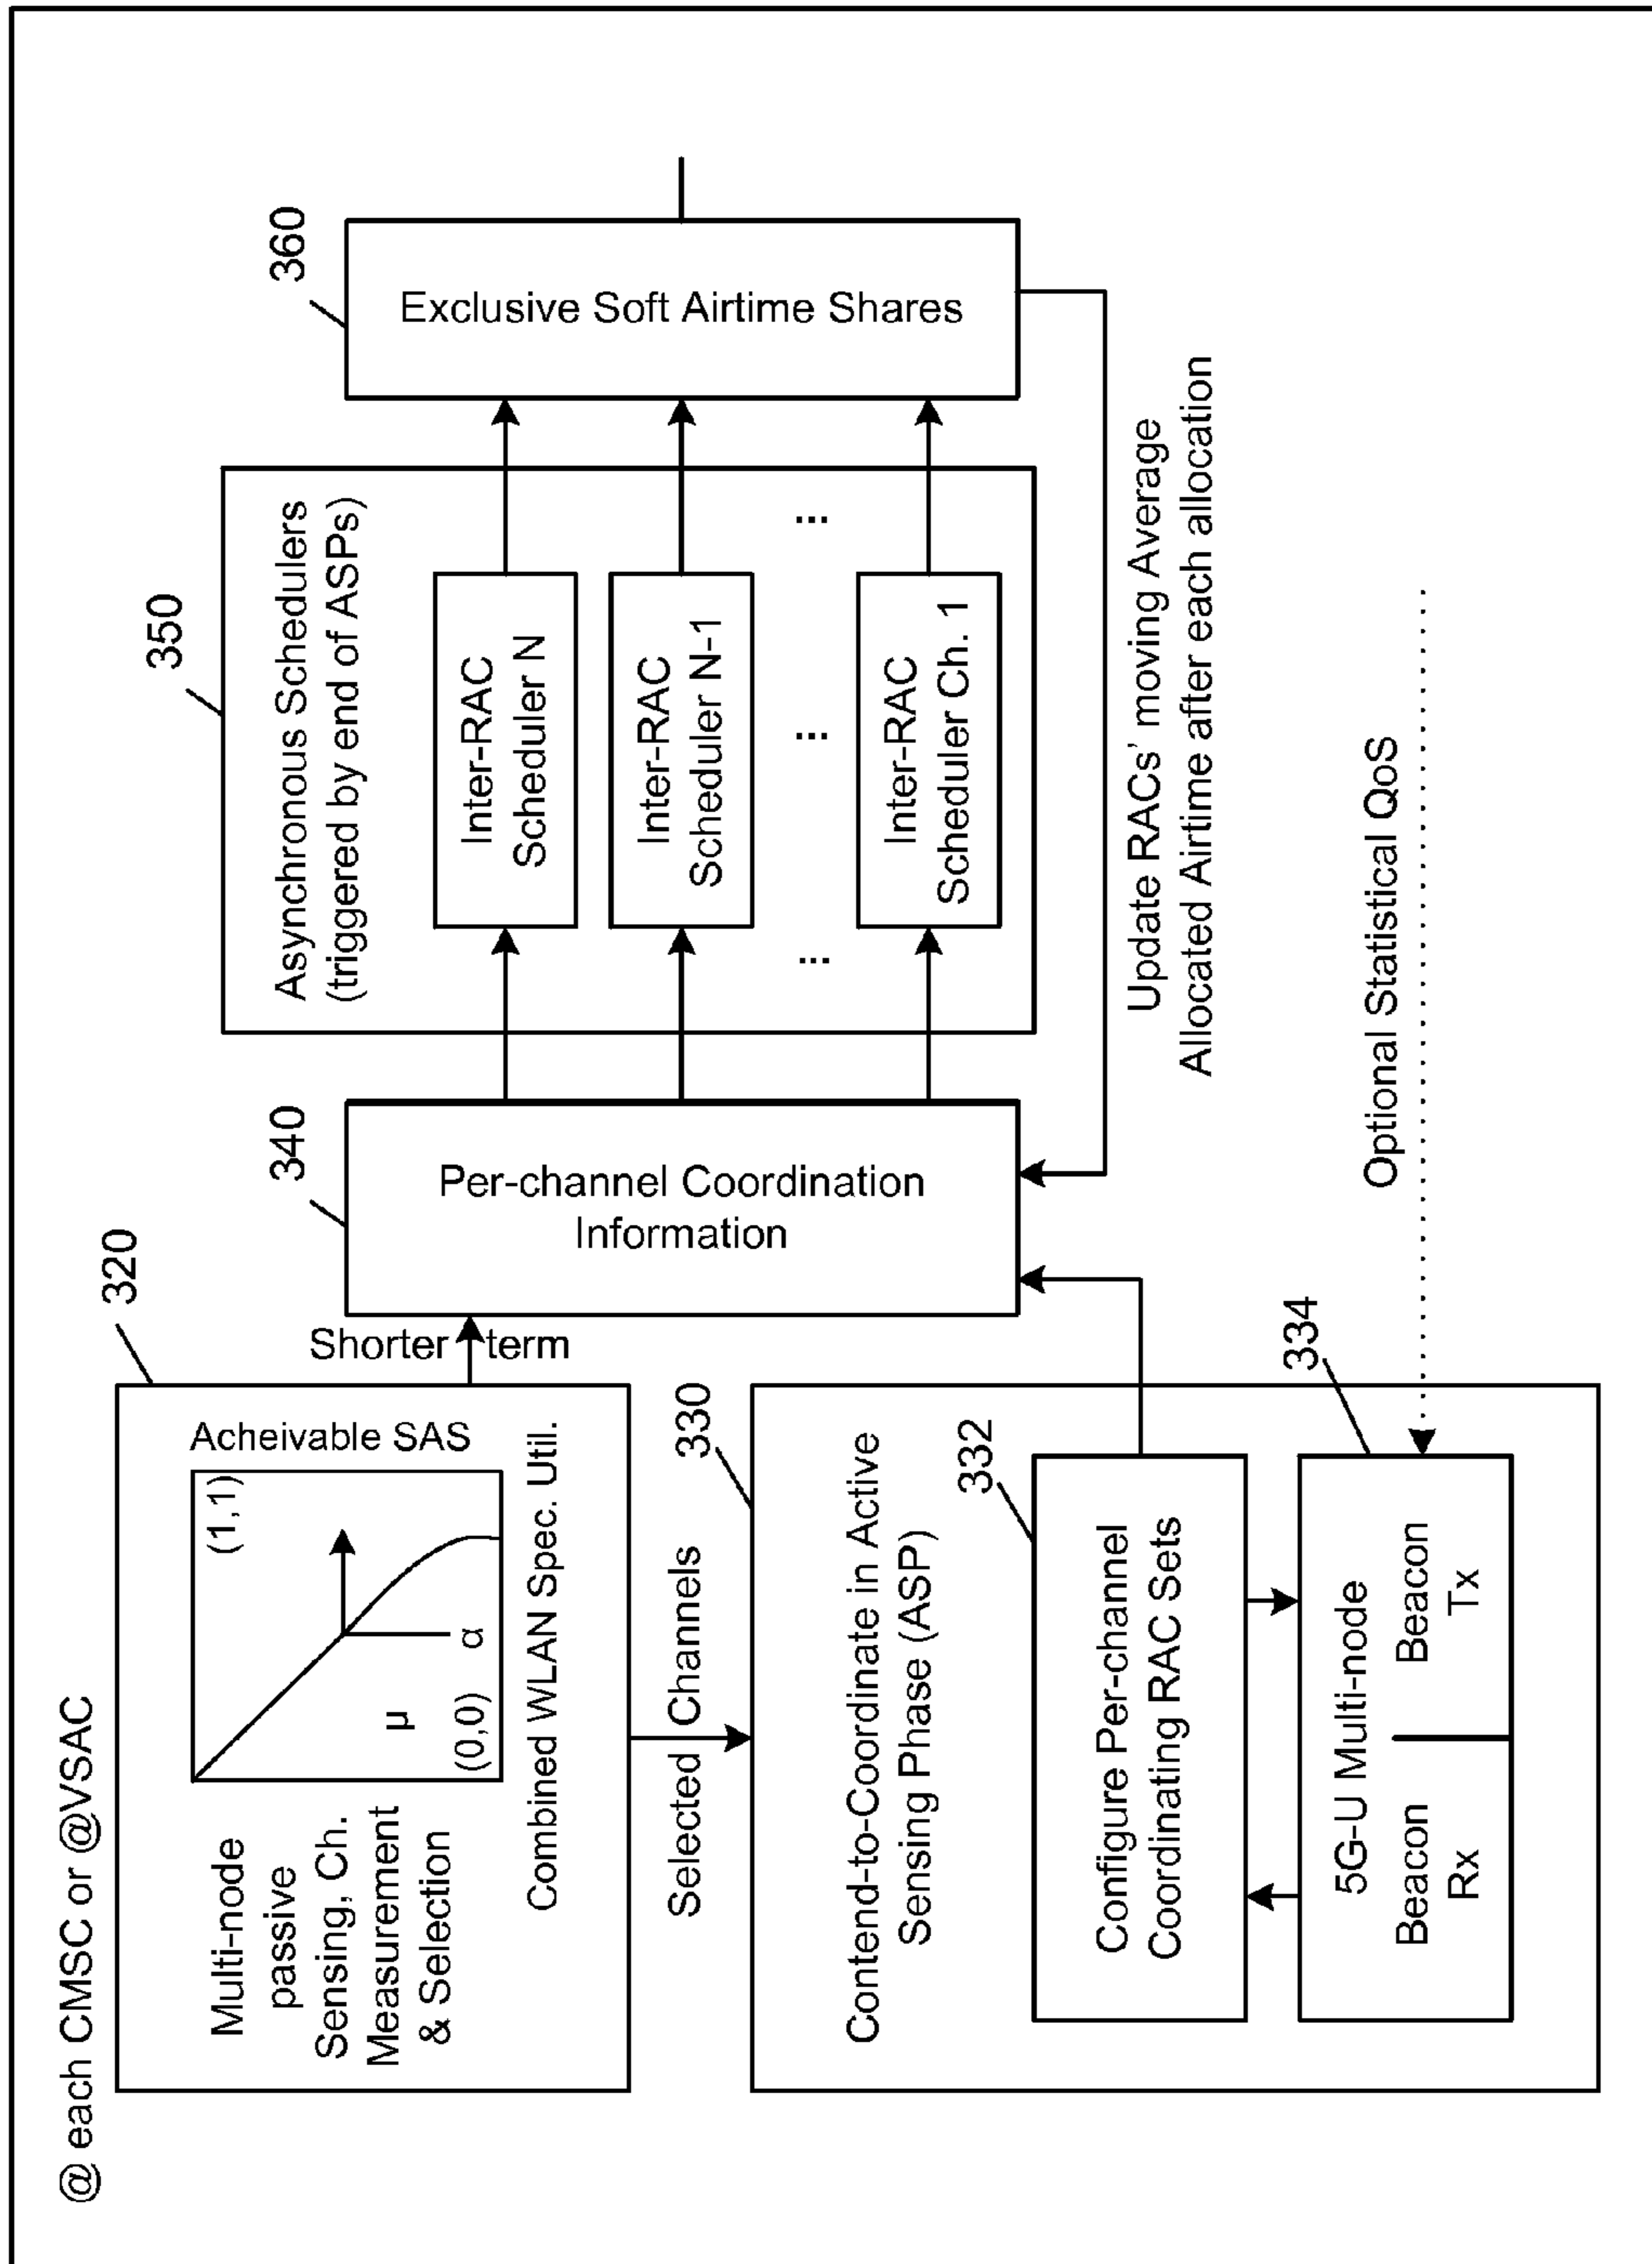 @ each CMSC or @VSAC
320
Multi-node
passive
Sensing, Ch.
Measurement
& Selection
Acheivable SAS
(1,1)
μ
α
(0,0)
Combined WLAN Spec. Util.
Shorter term
Selected Channels
330
Contend-to-Coordinate in Active
Sensing Phase (ASP)
332
Configure Per-channel
Coordinating RAC Sets
334
5G-U Multi-node
Beacon
Rx
Beacon
Tx
340
Per-channel Coordination
Information
350
Asynchronous Schedulers
(triggered by end of ASPs)
Inter-RAC
Scheduler N
Inter-RAC
Scheduler N-1
... ... ...
Inter-RAC
Scheduler Ch. 1
360
Exclusive Soft Airtime Shares
Update RACs' moving Average
Allocated Airtime after each allocation
Optional Statistical QoS